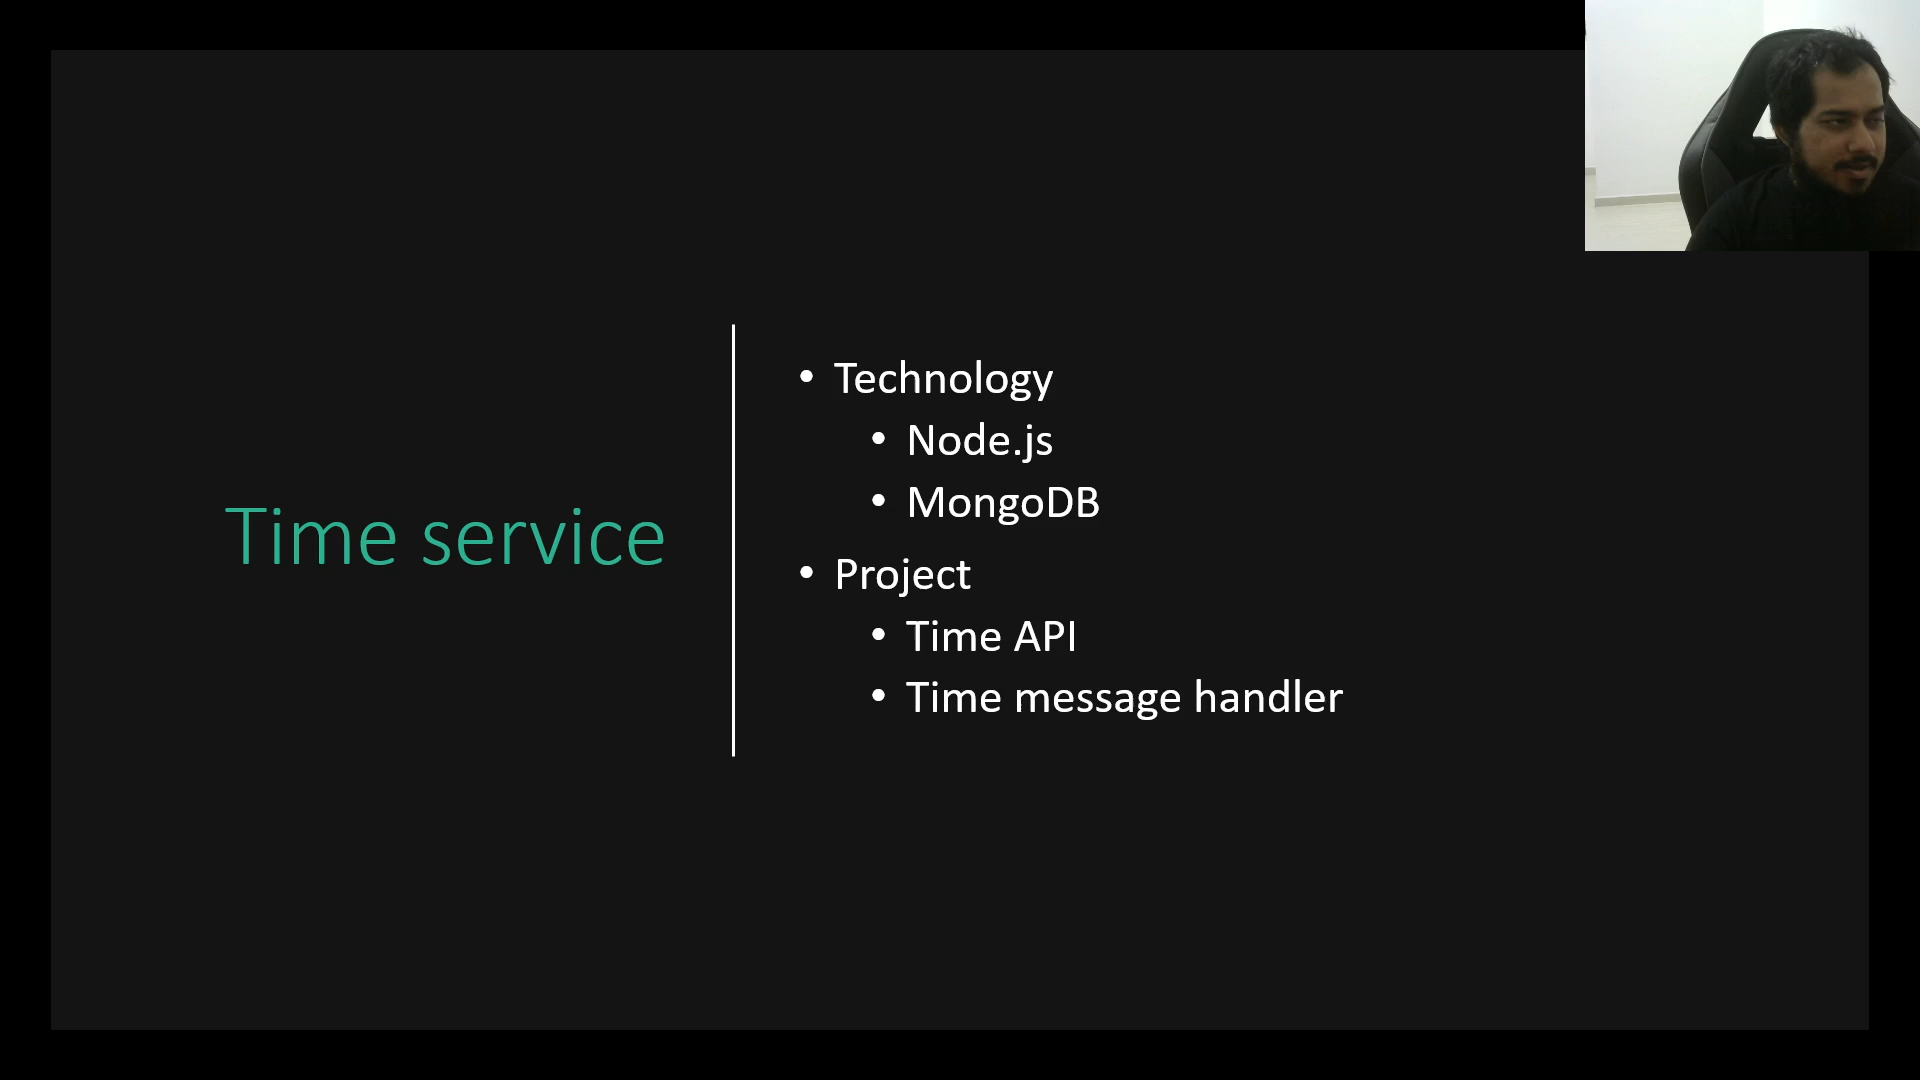 Time service
• Technology
• Node.js
• MongoDB
• Project
• Time API
• Time message handler